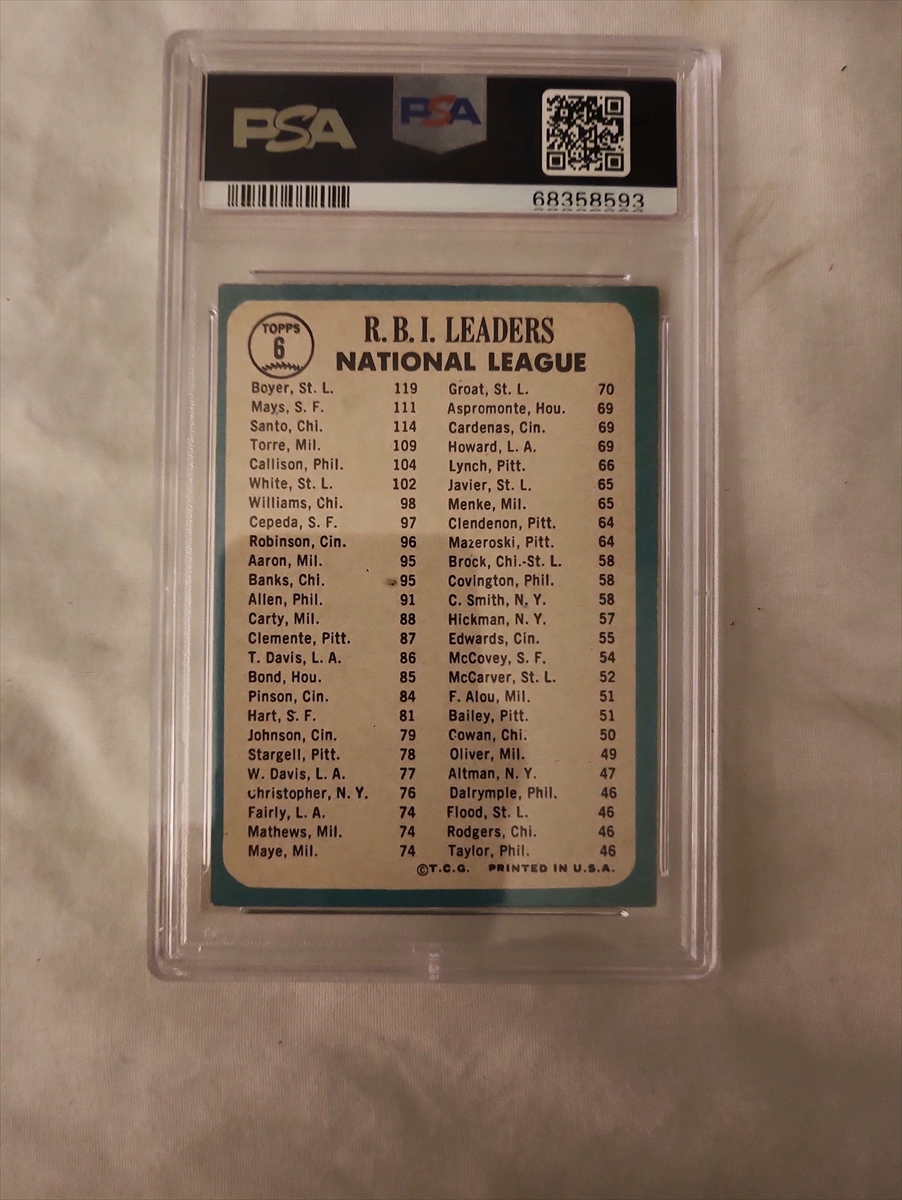 PSA
PSA
68358593
TOPPS
6
R. B. I. LEADERS
NATIONAL LEAGUE
Boyer, St. L. 119
Mays, S. F. 111
Santo, Chi. 114
Torre, Mil. 109
Callison, Phil. 104
White, St. L. 102
Williams, Chi. 98
Cepeda, S. F. 97
Robinson, Cin. 96
Aaron, Mil. 95
Banks, Chi. 95
Allen, Phil. 91
Carty, Mil. 88
Clemente, Pitt. 87
T. Davis, L. A. 86
Bond, Hou. 85
Pinson, Cin. 84
Hart, S. F. 81
Johnson, Cin. 79
Stargell, Pitt. 78
W. Davis, L. A. 77
Christopher, N. Y. 76
Fairly, L. A. 74
Mathews, Mil. 74
Maye, Mil. 74
Groat, St. L. 70
Aspromonte, Hou. 69
Cardenas, Cin. 69
Howard, L. A. 69
Lynch, Pitt. 66
Javier, St. L. 65
Menke, Mil. 65
Clendenon, Pitt. 64
Mazeroski, Pitt. 64
Brock, Chi.-St. L. 58
Covington, Phil. 58
C. Smith, N. Y. 58
Hickman, N. Y. 57
Edwards, Cin. 55
McCovey, S. F. 54
McCarver, St. L. 52
F. Alou, Mil. 51
Bailey, Pitt. 51
Cowan, Chi. 50
Oliver, Mil. 49
Altman, N. Y. 47
Dalrymple, Phil. 46
Flood, St. L. 46
Rodgers, Chi. 46
Taylor, Phil. 46
©T.C.G. PRINTED IN U.S.A.